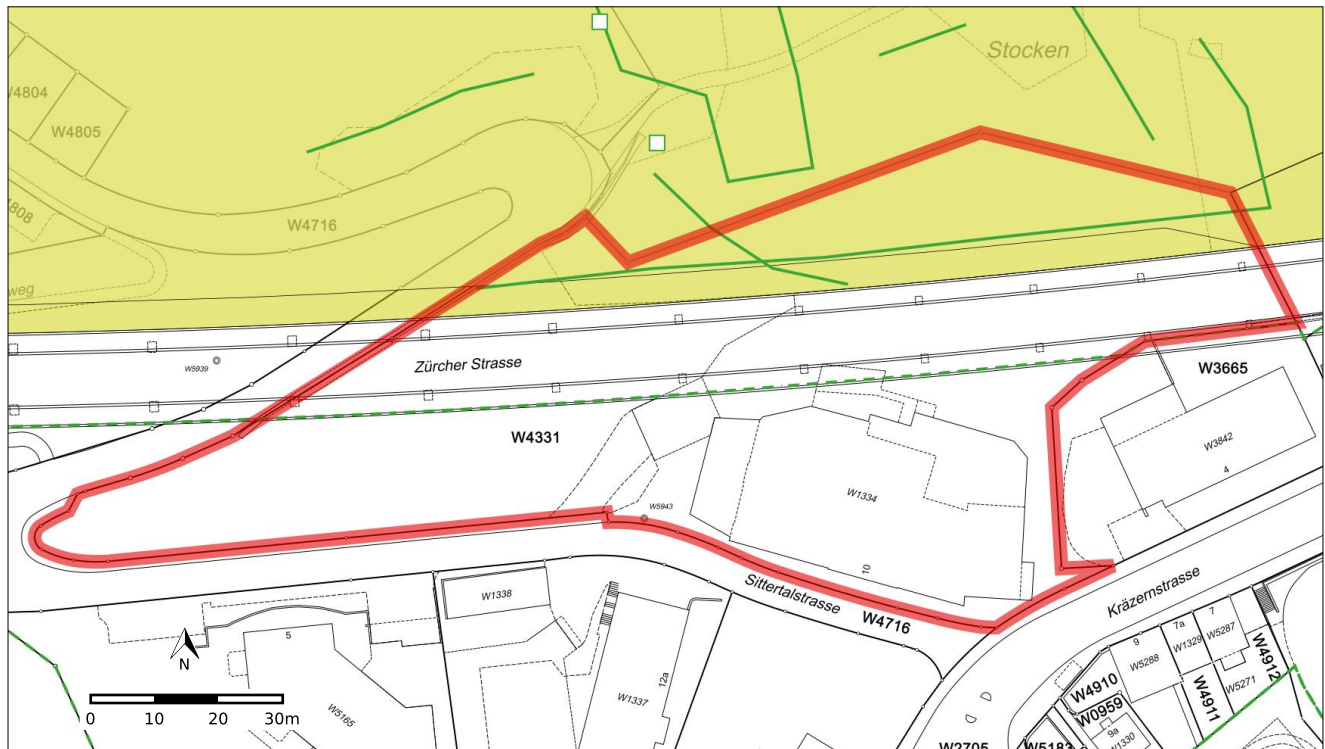 Stocken
W4804
W4805
4808
W4716
weg
Zürcher Strasse
W5939
W3665
W4331
W3842
4
W1334
W5943
10
Sittertalstrasse
W4716
Kräzernstrasse
W1338
5
N
W5165
12a
W1337
0 10 20 30m
7
7a
W5287
W1329
9
W5288
W4912
W4910
W5271
W4911
W0959
9a
W1330
W2705
W5183